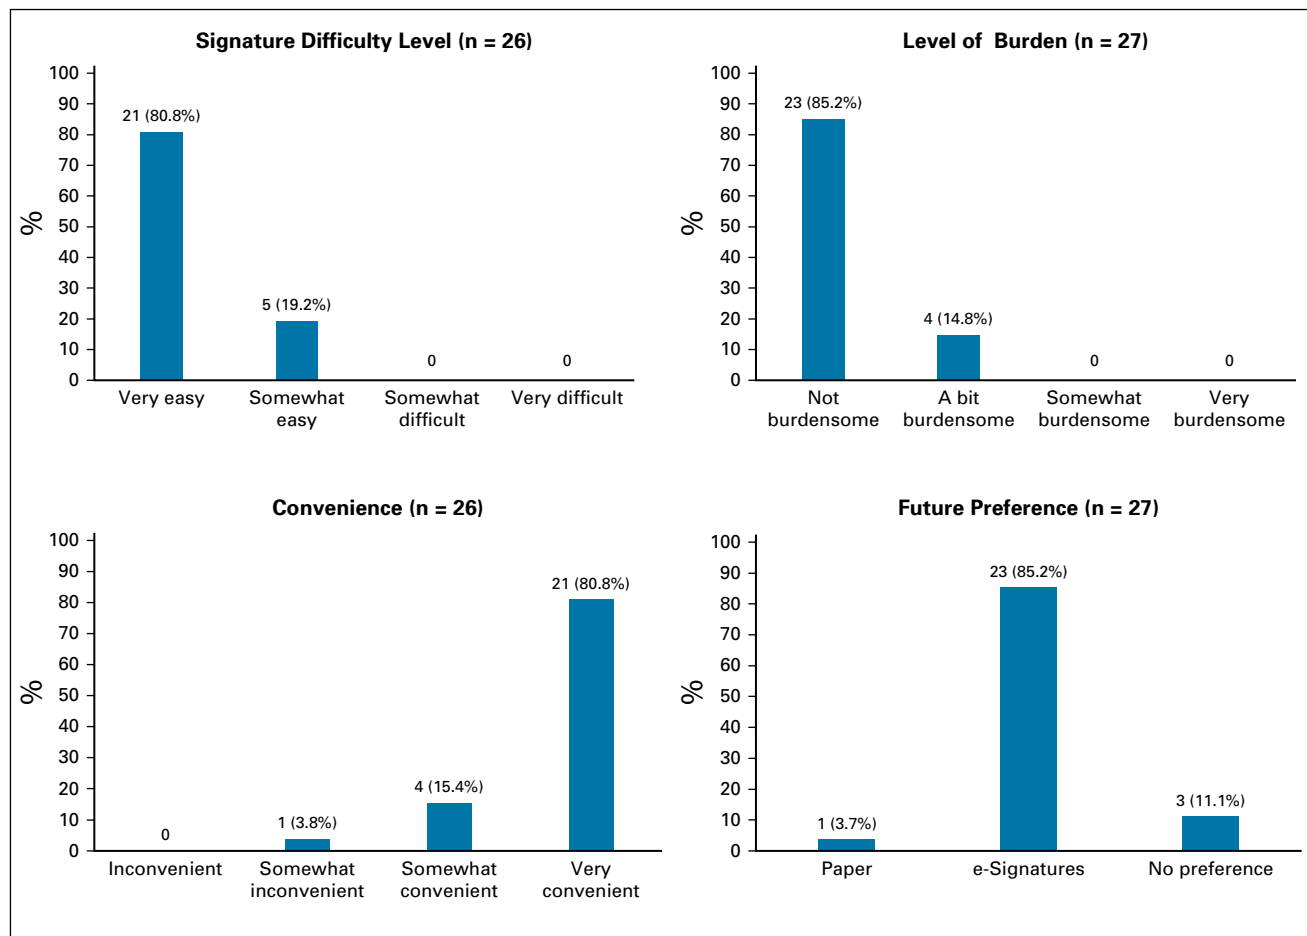 Signature Difficulty Level (n = 26)
100
90
80
70
60
50
40
30
20
10
0
%
21 (80.8%)
5 (19.2%)
0
0
Very easy
Somewhat
easy
Somewhat
difficult
Very difficult
Level of Burden (n = 27)
100
90
80
70
60
50
40
30
20
10
0
%
23 (85.2%)
4 (14.8%)
0
0
Not
burdensome
A bit
burdensome
Somewhat
burdensome
Very
burdensome
Convenience (n = 26)
100
90
80
70
60
50
40
30
20
10
0
%
0
1 (3.8%)
4 (15.4%)
21 (80.8%)
Inconvenient
Somewhat
inconvenient
Somewhat
convenient
Very
convenient
Future Preference (n = 27)
100
90
80
70
60
50
40
30
20
10
0
%
1 (3.7%)
23 (85.2%)
3 (11.1%)
Paper
e-Signatures
No preference